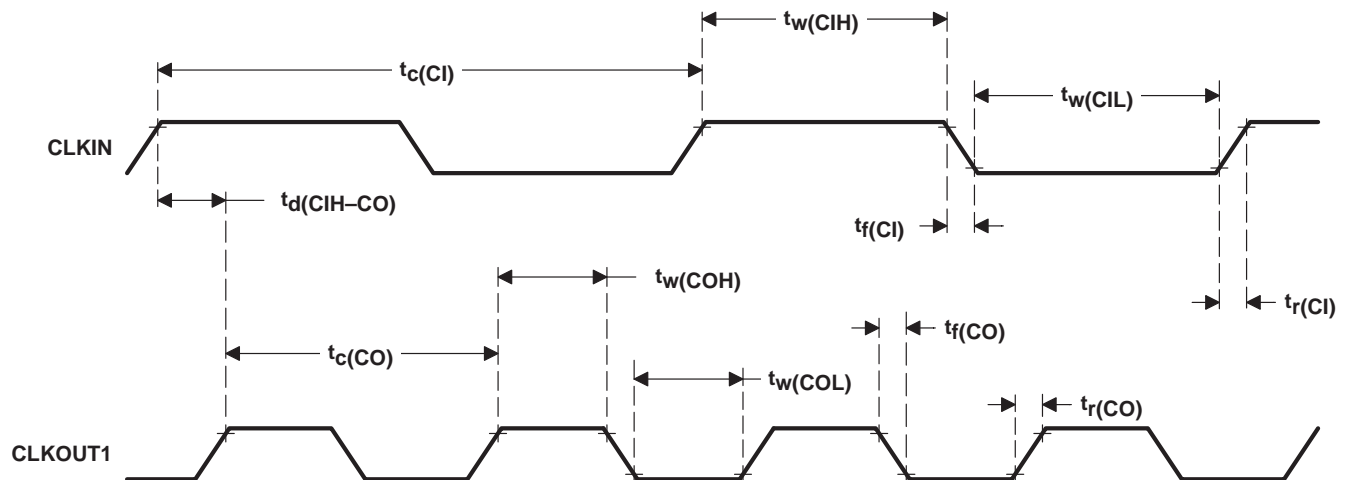 tw(CIH)
tc(CI)
tw(CIL)
CLKIN
td(CIH–CO)
tf(CI)
tw(COH)
tr(CI)
tf(CO)
tc(CO)
tw(COL)
tr(CO)
CLKOUT1